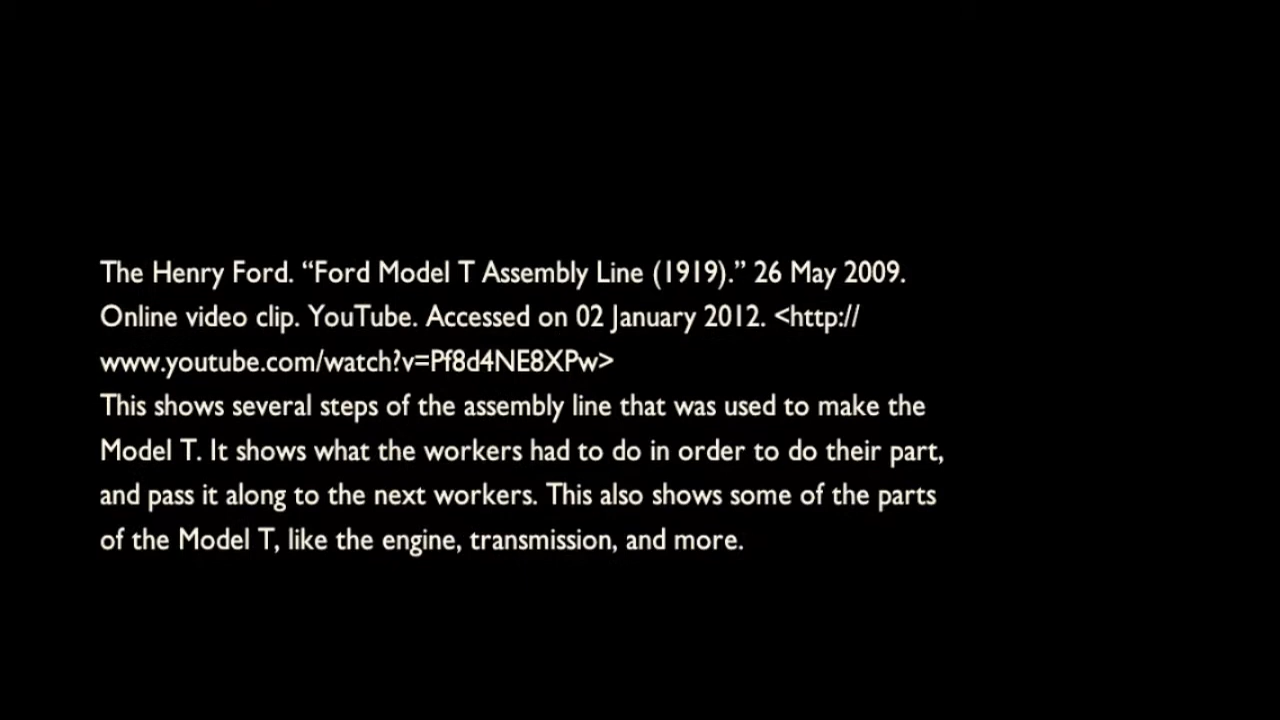 The Henry Ford. “Ford Model T Assembly Line (1919).” 26 May 2009.
Online video clip. YouTube. Accessed on 02 January 2012. <http://
www.youtube.com/watch?v=Pf8d4NE8XPw>
This shows several steps of the assembly line that was used to make the
Model T. It shows what the workers had to do in order to do their part,
and pass it along to the next workers. This also shows some of the parts
of the Model T, like the engine, transmission, and more.